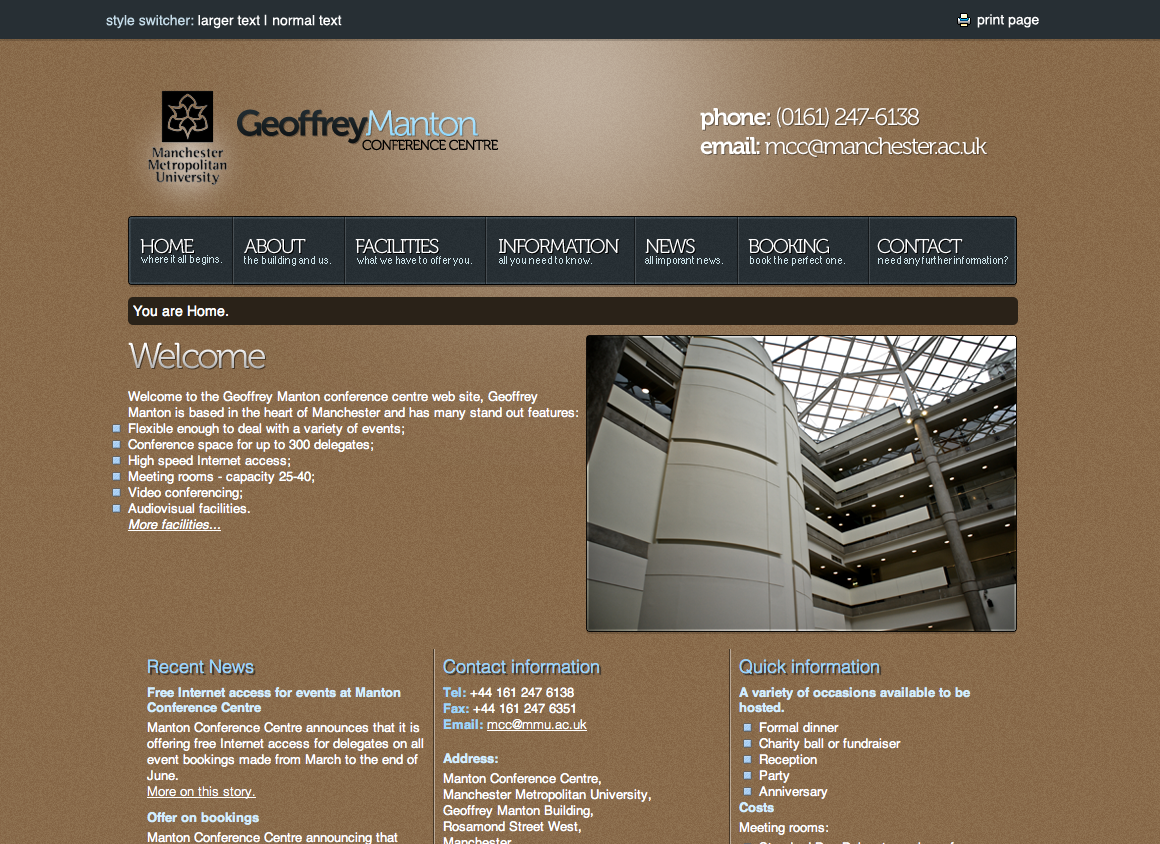 style switcher: larger text | normal text
print page
Manchester
Metropolitan
University
GeoffreyManton
CONFERENCE CENTRE
phone: (0161) 247-6138
email: mcc@manchester.ac.uk
HOME
where it all begins.
ABOUT
the building and us.
FACILITIES
what we have to offer you.
INFORMATION
all you need to know.
NEWS
all imporant news.
BOOKING
book the perfect one.
CONTACT
need any further information?
You are Home.
Welcome
Welcome to the Geoffrey Manton conference centre web site, Geoffrey
Manton is based in the heart of Manchester and has many stand out features:
Flexible enough to deal with a variety of events;
Conference space for up to 300 delegates;
High speed Internet access;
Meeting rooms - capacity 25-40;
Video conferencing;
Audiovisual facilities.
More facilities...
Recent News
Free Internet access for events at Manton
Conference Centre
Manton Conference Centre announces that it is
offering free Internet access for delegates on all
event bookings made from March to the end of
June.
More on this story.
Offer on bookings
Manton Conference Centre announcing that
Contact information
Tel: +44 161 247 6138
Fax: +44 161 247 6351
Email: mcc@mmu.ac.uk
Address:
Manton Conference Centre,
Manchester Metropolitan University,
Geoffrey Manton Building,
Rosamond Street West,
Manchester
Quick information
A variety of occasions available to be
hosted.
Formal dinner
Charity ball or fundraiser
Reception
Party
Anniversary
Costs
Meeting rooms: